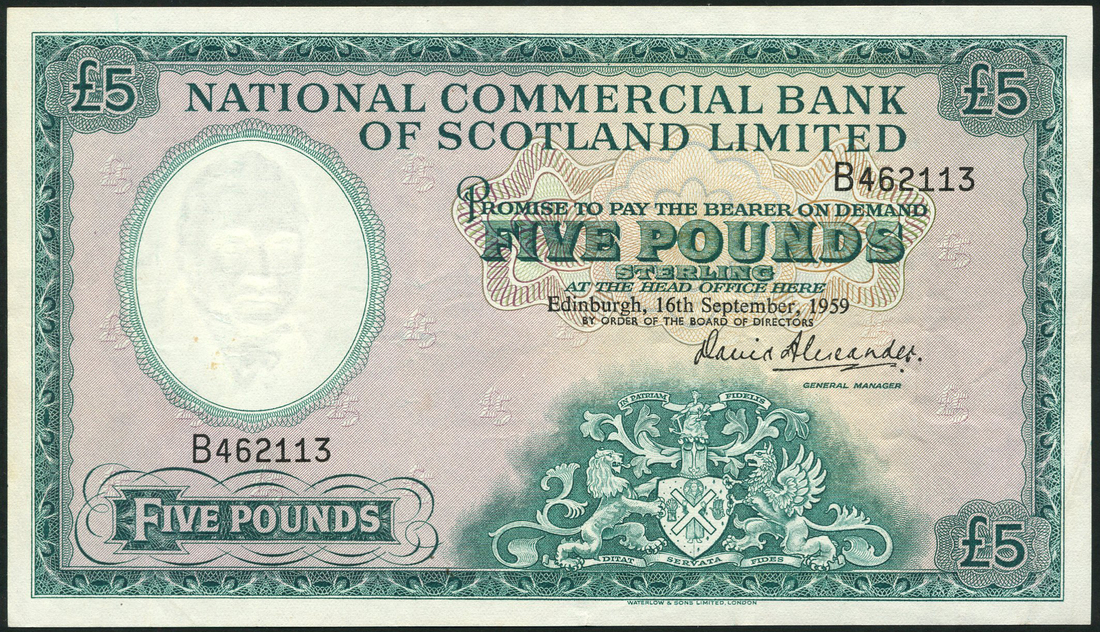 £5
£5
NATIONAL COMMERCIAL BANK
OF SCOTLAND LIMITED
B462113
PROMISE TO PAY THE BEARER ON DEMAND
FIVE POUNDS
STERLING
AT THE HEAD OFFICE HERE
Edinburgh, 16th September, 1959
BY ORDER OF THE BOARD OF DIRECTORS
David Alexander.
GENERAL MANAGER
IN PATRIAM FIDELIS
B462113
FIVE POUNDS
DITAT SERVATA FIDES
£5
WATERLOW & SONS LIMITED, LONDON